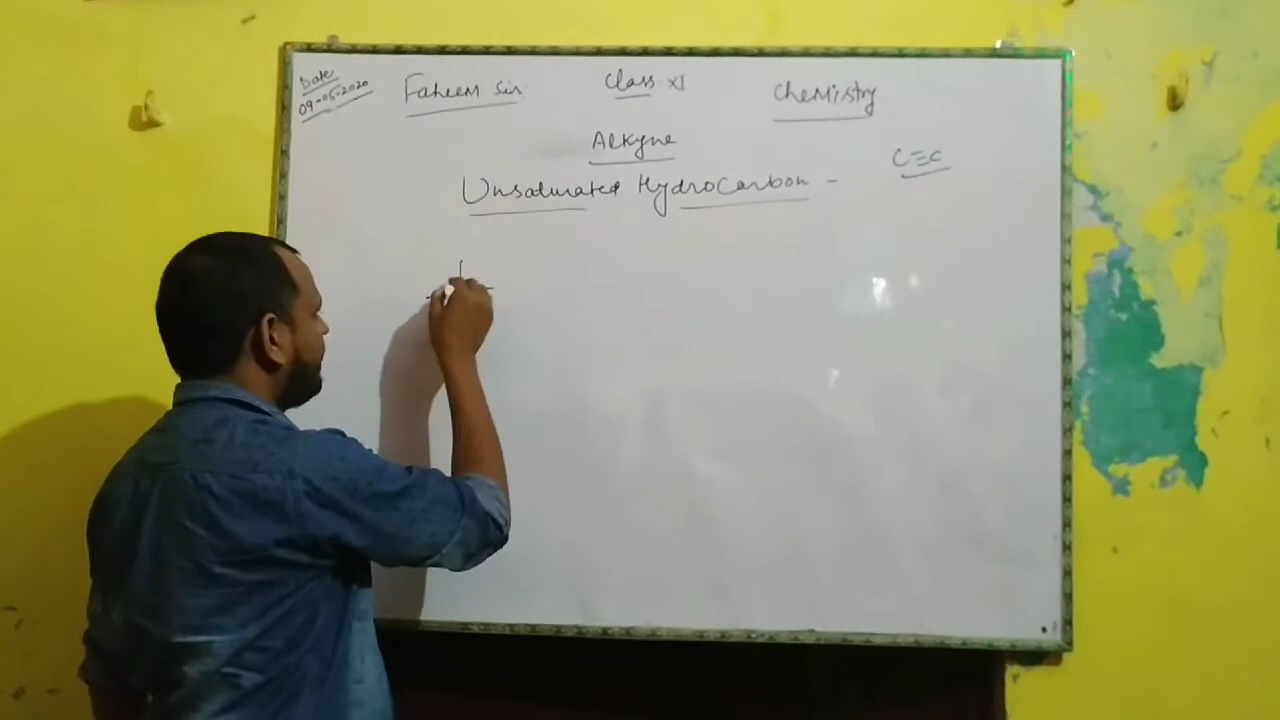 Date Faheem Sir Class XI Chemistry
09-05-2020
Alkyne
C≡C
Unsaturated HydroCarbon -